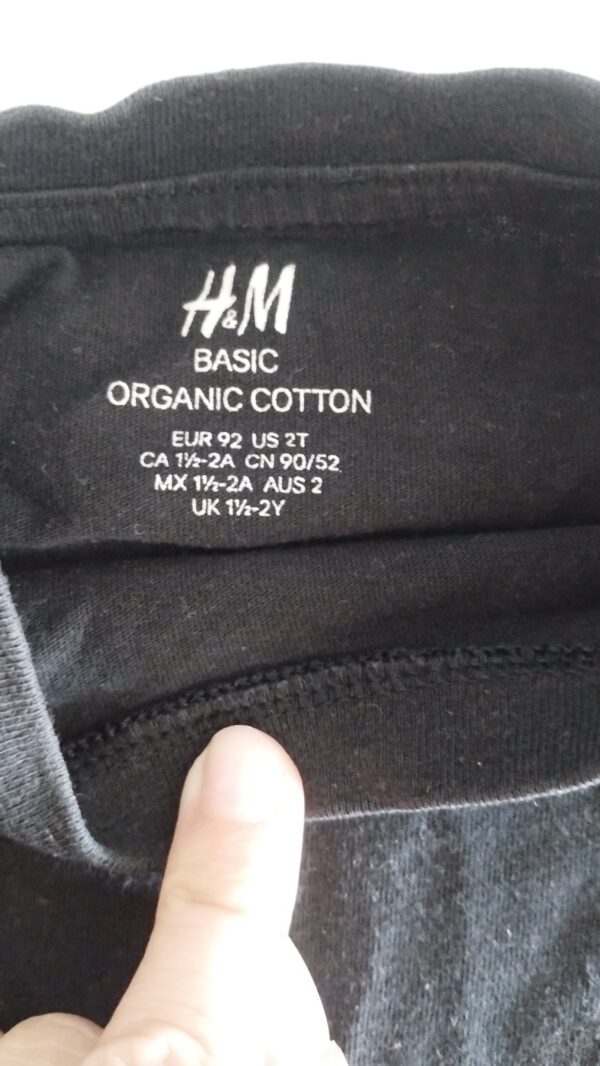 H&M
BASIC
ORGANIC COTTON
EUR 92 US 2T
CA 1½-2A CN 90/52
MX 1½-2A AUS 2
UK 1½-2Y